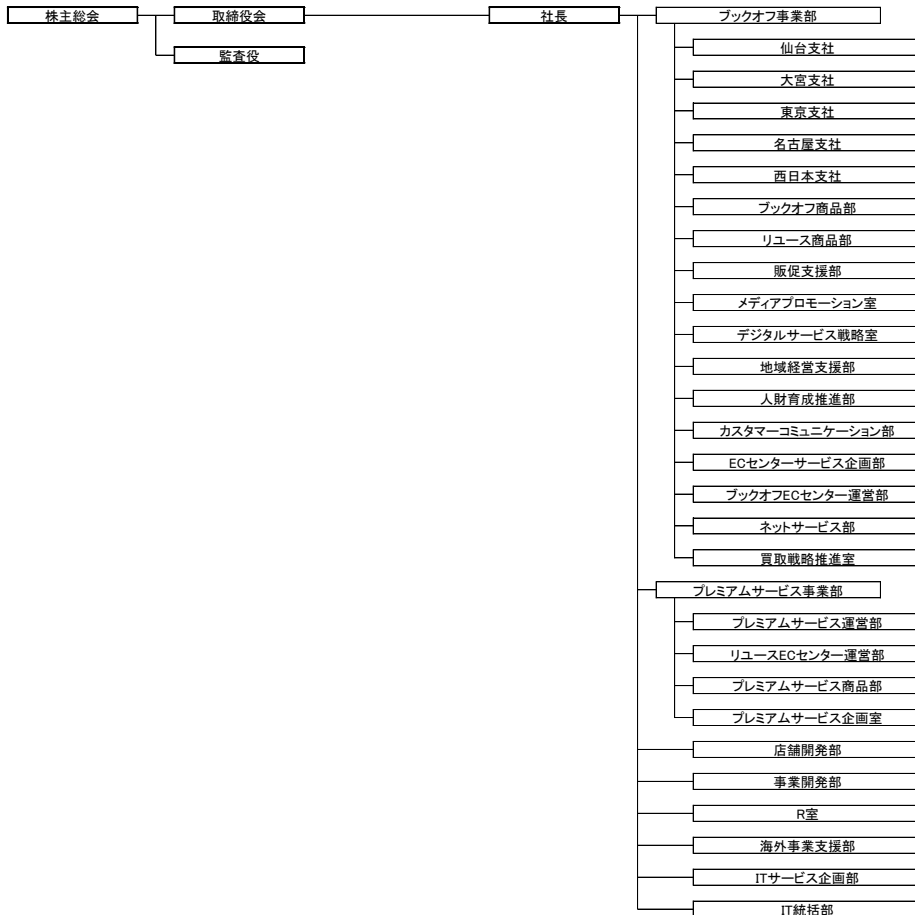 株主総会
取締役会
社長
ブックオフ事業部
監査役
仙台支社
大宮支社
東京支社
名古屋支社
西日本支社
ブックオフ商品部
リユース商品部
販促支援部
メディアプロモーション室
デジタルサービス戦略室
地域経営支援部
人財育成推進部
カスタマーコミュニケーション部
ECセンターサービス企画部
ブックオフECセンター運営部
ネットサービス部
買取戦略推進室
プレミアムサービス事業部
プレミアムサービス運営部
リユースECセンター運営部
プレミアムサービス商品部
プレミアムサービス企画室
店舗開発部
事業開発部
R室
海外事業支援部
ITサービス企画部
IT統括部